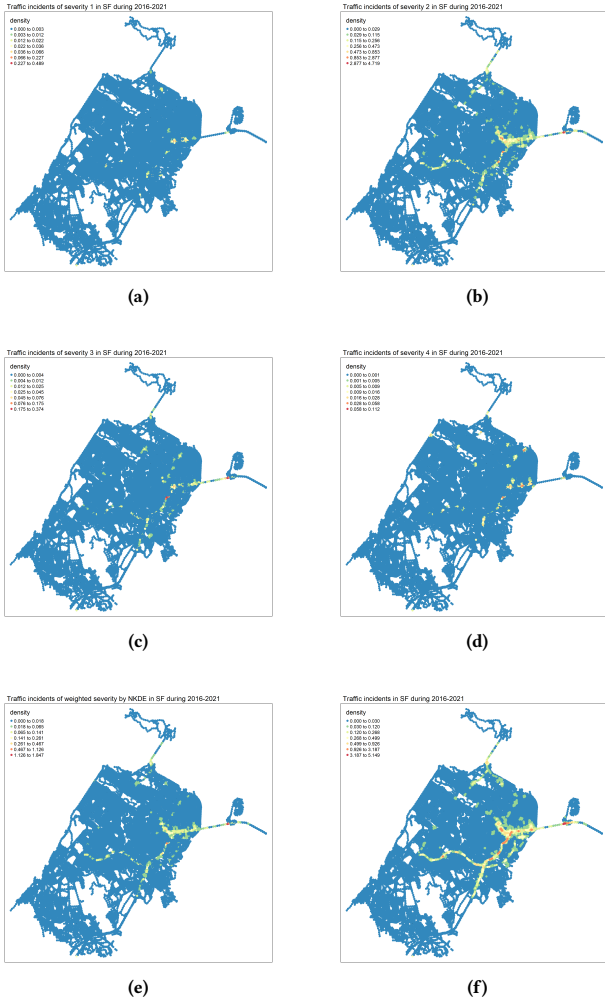 Traffic incidents of severity 1 in SF during 2016-2021
density
0.000 to 0.003
0.003 to 0.012
0.012 to 0.022
0.022 to 0.036
0.036 to 0.066
0.066 to 0.227
0.227 to 0.489
(a)
Traffic incidents of severity 2 in SF during 2016-2021
density
0.000 to 0.029
0.029 to 0.115
0.115 to 0.256
0.256 to 0.473
0.473 to 0.853
0.853 to 2.877
2.877 to 4.719
(b)
Traffic incidents of severity 3 in SF during 2016-2021
density
0.000 to 0.004
0.004 to 0.012
0.012 to 0.025
0.025 to 0.045
0.045 to 0.076
0.076 to 0.175
0.175 to 0.374
(c)
Traffic incidents of severity 4 in SF during 2016-2021
density
0.000 to 0.001
0.001 to 0.005
0.005 to 0.009
0.009 to 0.016
0.016 to 0.028
0.028 to 0.058
0.058 to 0.112
(d)
Traffic incidents of weighted severity by NKDE in SF during 2016-2021
density
0.000 to 0.018
0.018 to 0.065
0.065 to 0.141
0.141 to 0.261
0.261 to 0.467
0.467 to 1.126
1.126 to 1.847
(e)
Traffic incidents in SF during 2016-2021
density
0.000 to 0.030
0.030 to 0.120
0.120 to 0.268
0.268 to 0.499
0.499 to 0.926
0.926 to 3.187
3.187 to 5.149
(f)